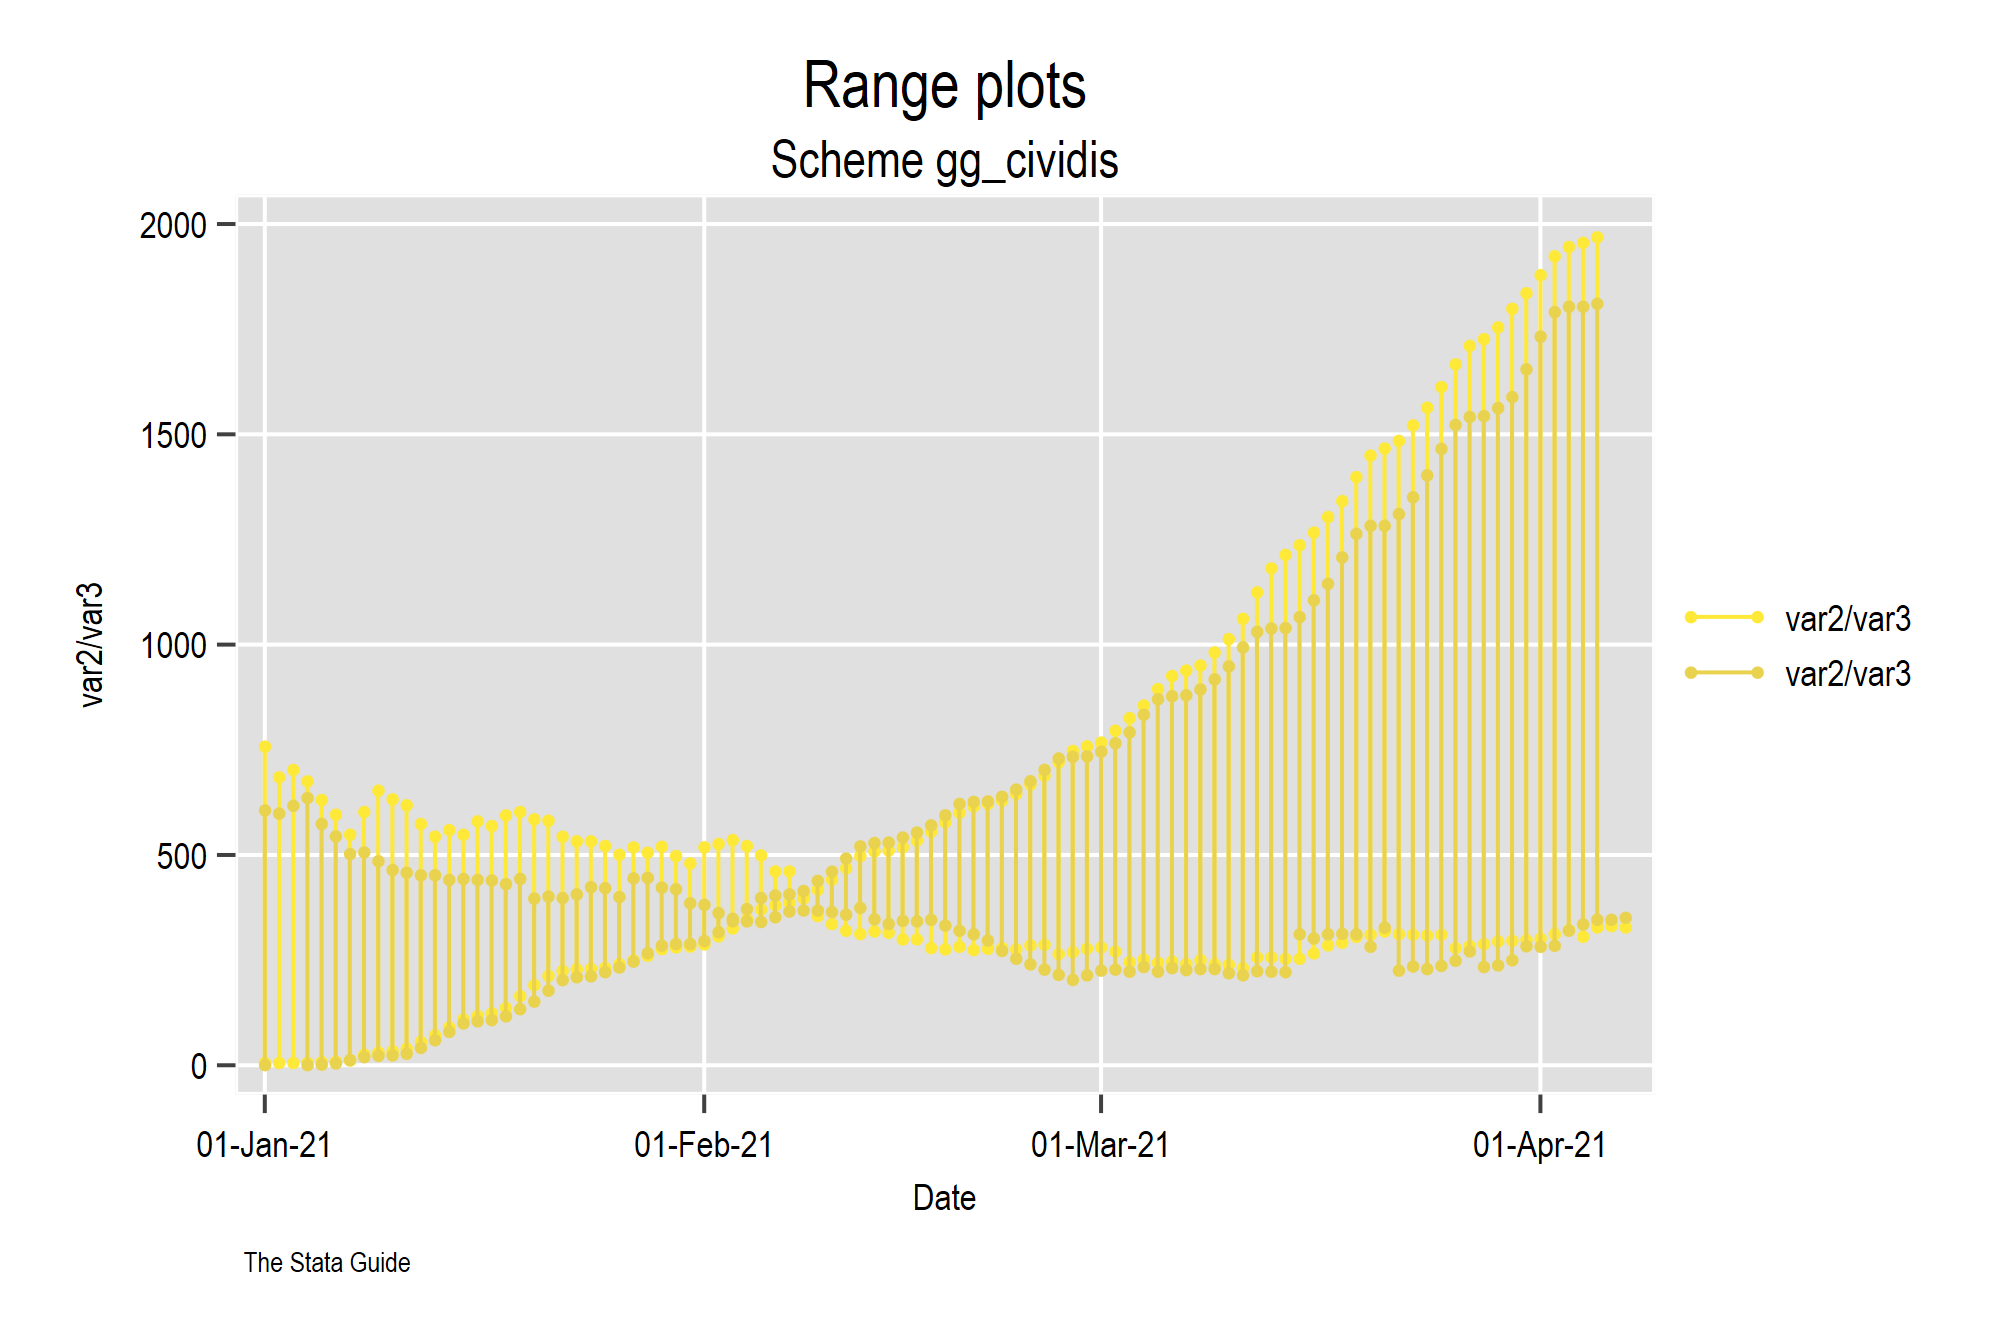 Range plots
Scheme gg_cividis
2000
1500
1000
500
0
var2/var3
01-Jan-21
01-Feb-21
01-Mar-21
01-Apr-21
Date
var2/var3
var2/var3
The Stata Guide